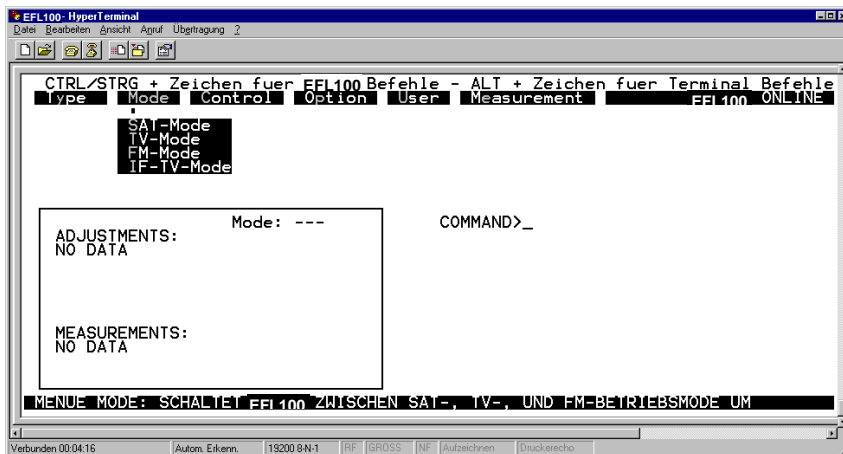 EFL100 - HyperTerminal
Datei Bearbeiten Ansicht Anruf Übertragung ?
CTRL/STRG + Zeichen fuer EFL100 Befehle - ALT + Zeichen fuer Terminal Befehle
Type Mode Control Option User Measurement EFL100 ONLINE
SAT-Mode
TV-Mode
FM-Mode
IF-TV-Mode
Mode: ---
ADJUSTMENTS:
NO DATA
MEASUREMENTS:
NO DATA
COMMAND>_
MENUE MODE: SCHALTET EFL100 ZWISCHEN SAT-, TV-, UND FM-BETRIEBSMODE UM
Verbunden 00:04:16 Autom. Erkenn. 19200 8-N-1 RF GROSS NF Aufzeichnen Druckerecho